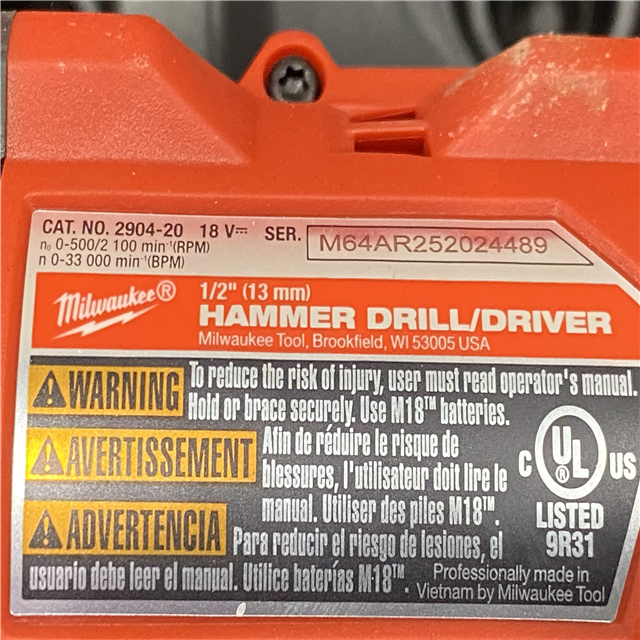 CAT. NO. 2904-20 18 V⎓ SER. M64AR252024489
n₀ 0-500/2 100 min⁻¹(RPM)
n 0-33 000 min⁻¹(BPM)
Milwaukee®
1/2" (13 mm)
HAMMER DRILL/DRIVER
Milwaukee Tool, Brookfield, WI 53005 USA
WARNING To reduce the risk of injury, user must read operator's manual.
Hold or brace securely. Use M18™ batteries.
AVERTISSEMENT Afin de réduire le risque de
blessures, l'utilisateur doit lire le
manual. Utiliser des piles M18™.
ADVERTENCIA Para reducir el riesgo de lesiones, el
usuario debe leer el manual. Utilice baterías M18™.
C UL® US
LISTED
9R31
Professionally made in
Vietnam by Milwaukee Tool